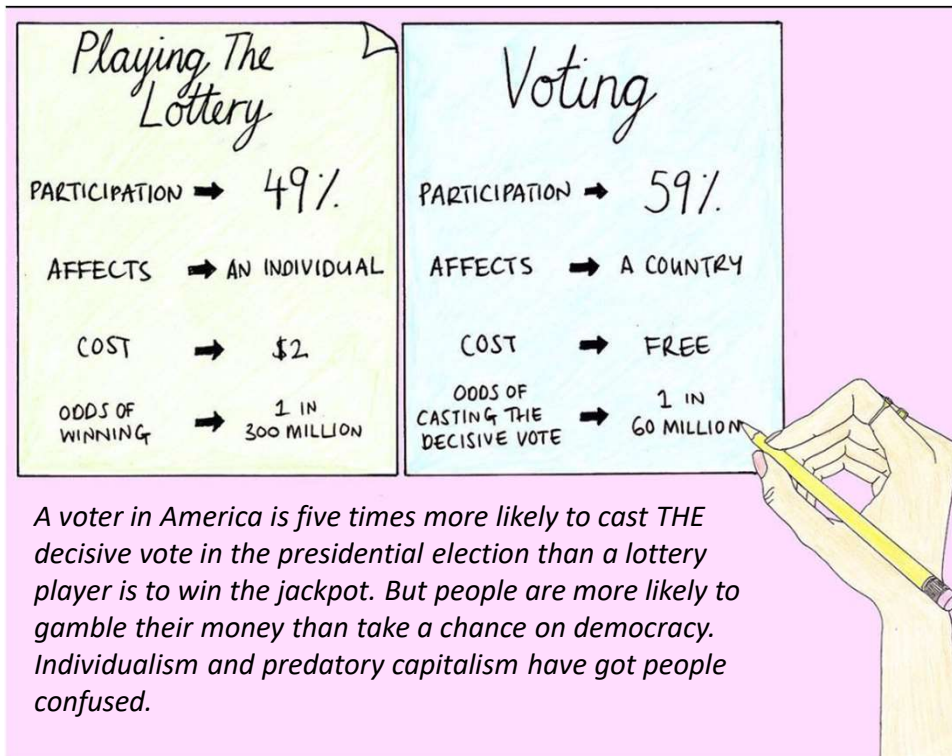 Playing The
Lottery
PARTICIPATION ➡ 49%
AFFECTS ➡ AN INDIVIDUAL
COST ➡ $2
ODDS OF
WINNING ➡ 1 IN
300 MILLION
Voting
PARTICIPATION ➡ 59%
AFFECTS ➡ A COUNTRY
COST ➡ FREE
ODDS OF
CASTING THE
DECISIVE VOTE ➡ 1 IN
60 MILLION
A voter in America is five times more likely to cast THE
decisive vote in the presidential election than a lottery
player is to win the jackpot. But people are more likely to
gamble their money than take a chance on democracy.
Individualism and predatory capitalism have got people
confused.